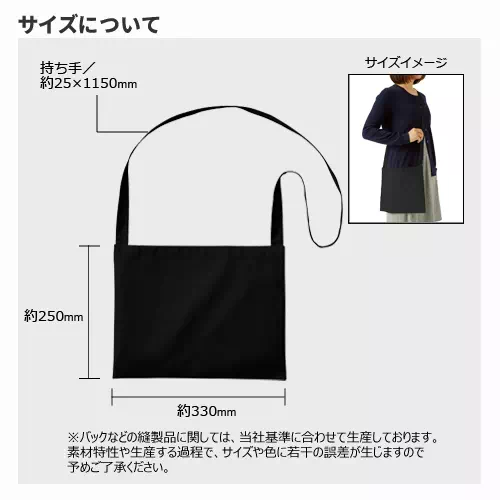 サイズについて
持ち手／
約25×1150mm
サイズイメージ
約250mm
約330mm
※バックなどの縫製品に関しては、当社基準に合わせて生産しております。
素材特性や生産する過程で、サイズや色に若干の誤差が生じますので
予めご了承ください。